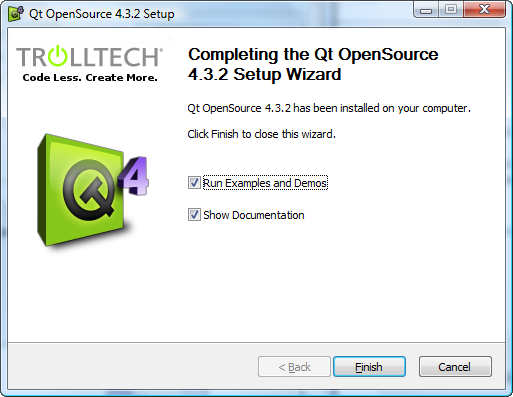 Qt OpenSource 4.3.2 Setup
TROLLTECH®
Code Less. Create More.
Completing the Qt OpenSource
4.3.2 Setup Wizard
Qt OpenSource 4.3.2 has been installed on your computer.
Click Finish to close this wizard.
4
Run Examples and Demos
Show Documentation
< Back
Finish
Cancel